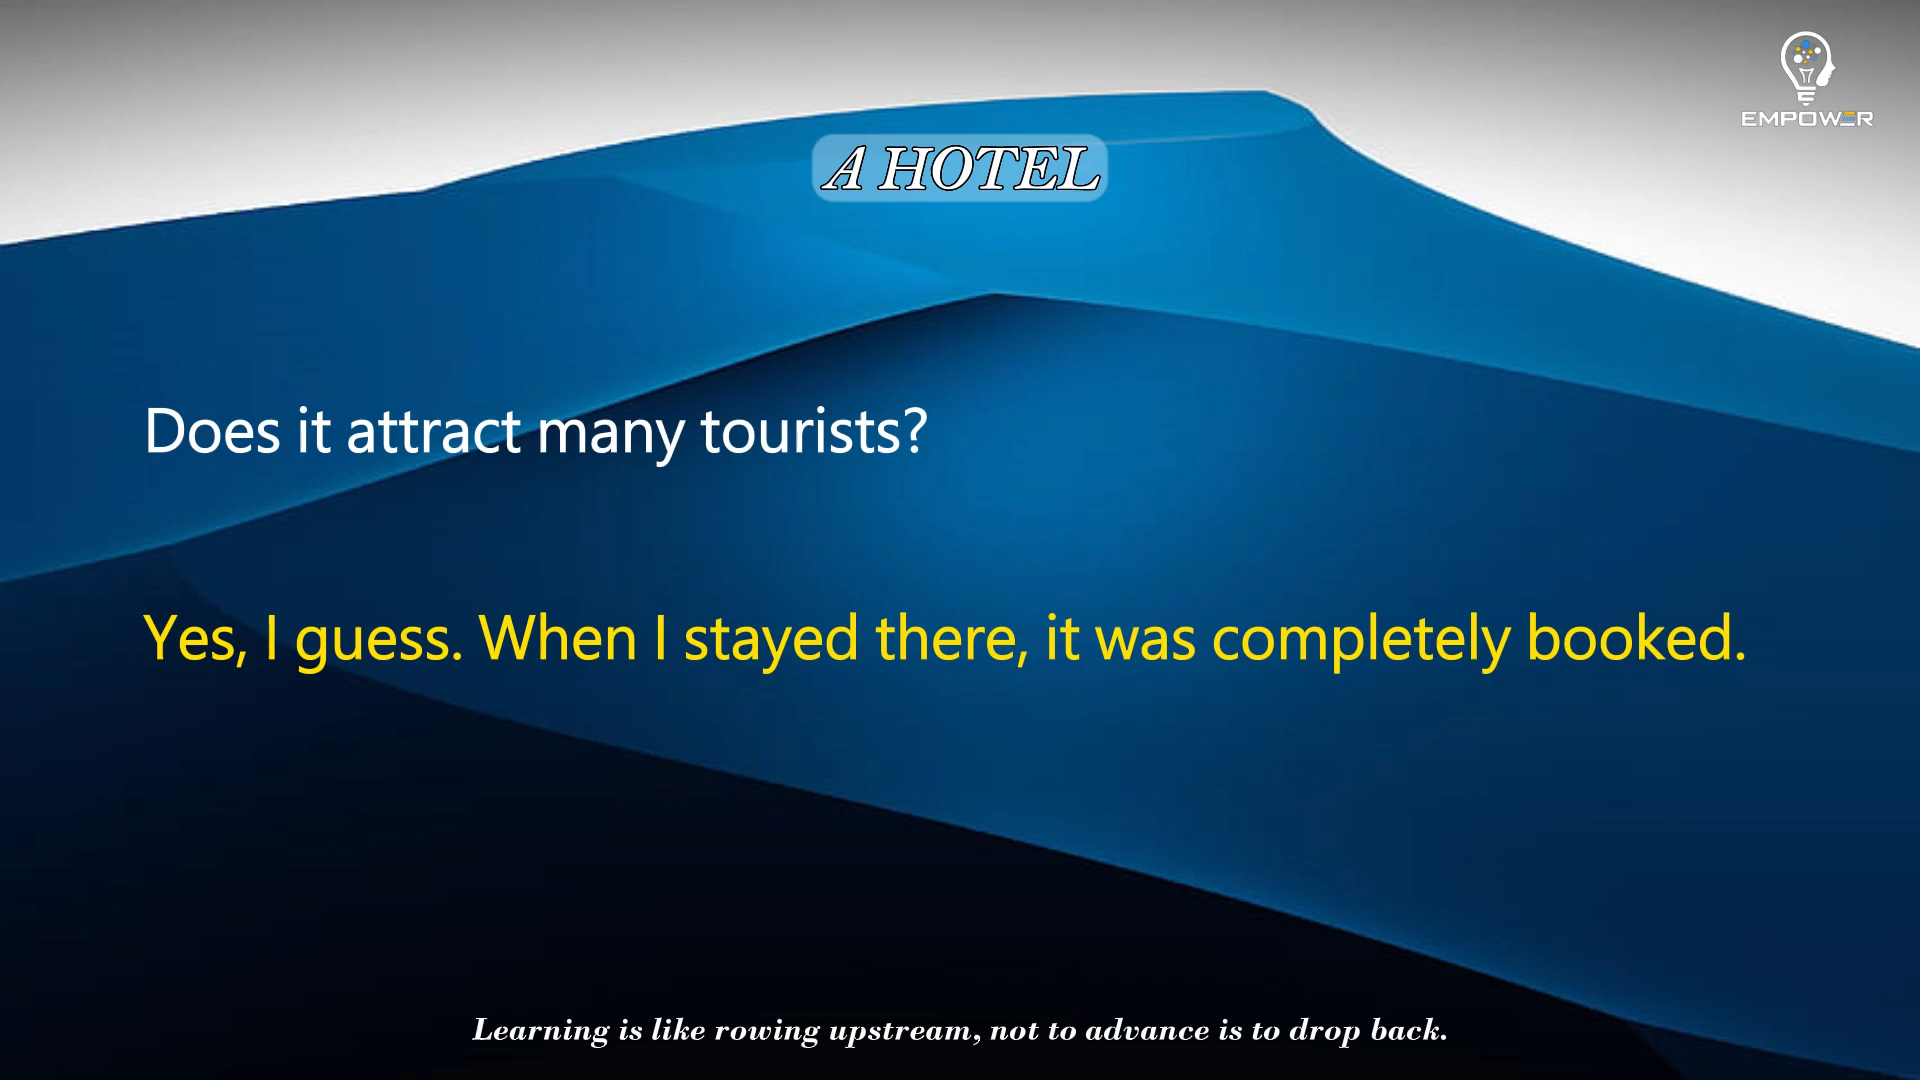 EMPOWER
A HOTEL
Does it attract many tourists?
Yes, I guess. When I stayed there, it was completely booked.
Learning is like rowing upstream, not to advance is to drop back.